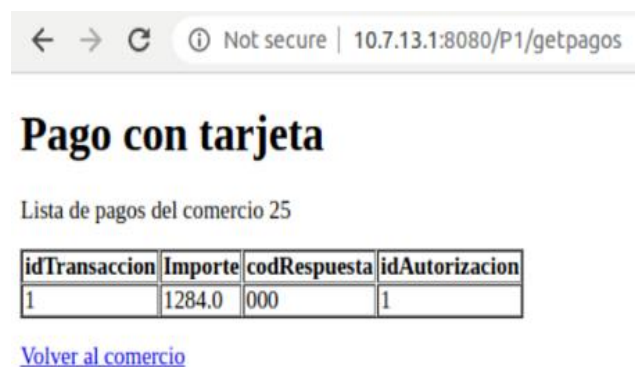 Not secure | 10.7.13.1:8080/P1/getpagos
Pago con tarjeta
Lista de pagos del comercio 25
idTransaccion Importe codRespuesta idAutorizacion
1 1284.0 000 1
Volver al comercio